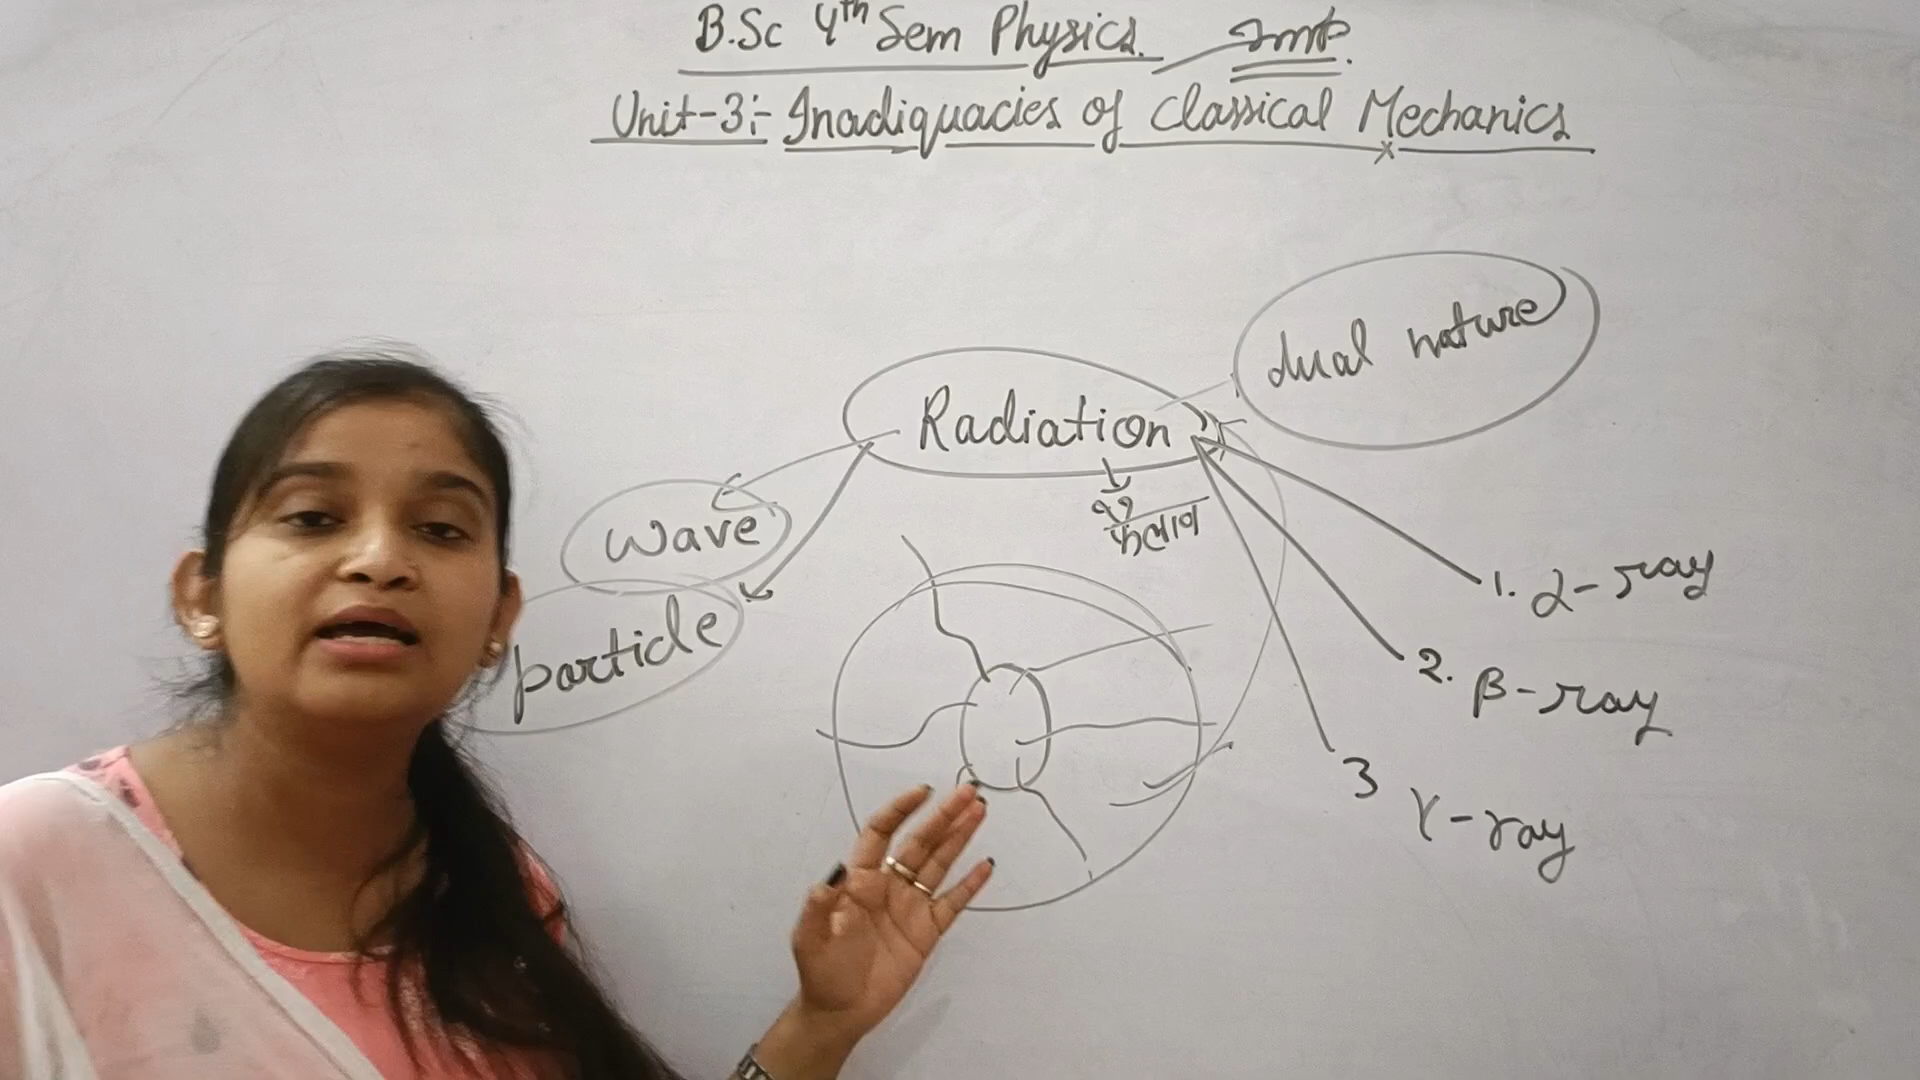 B.Sc 4th Sem Physics. Imp.
Unit-3:- Inadiquacies of Classical Mechanics
dual nature
Radiation
wave
particle
फैलाव
1. α-ray
2. β-ray
3 γ-ray